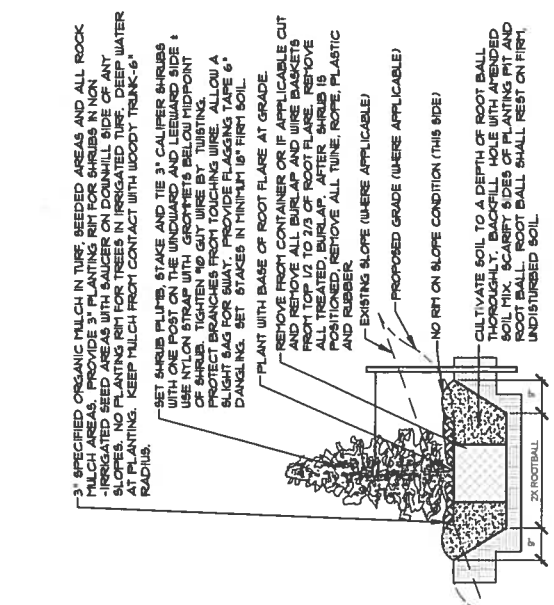 3" SPECIFIED ORGANIC MULCH IN TURF, SEEDED AREAS AND ALL ROCK
MULCH AREAS. PROVIDE 3" PLANTING RIM FOR SHRUBS IN NON
-IRRIGATED SEED AREAS WITH SAUCER ON DOWNHILL SIDE OF ANY
SLOPES. NO PLANTING RIM FOR TREES IN IRRIGATED TURF. DEEP WATER
AT PLANTING. KEEP MULCH FROM CONTACT WITH WOODY TRUNK-6"
RADIUS.
SET SHRUB PLUMB, STAKE AND TIE 3" CALIPER SHRUBS
WITH ONE POST ON THE WINDWARD AND LEEWARD SIDE &
USE NYLON STRAP WITH GROMMETS BELOW MIDPOINT
OF SHRUB. TIGHTEN #10 GUY WIRE BY TWISTING.
PROTECT BRANCHES FROM TOUCHING WIRE. ALLOW A
SLIGHT SAG FOR SWAY. PROVIDE FLAGGING TAPE 6"
DANGLING. SET STAKES IN MINIMUM 18" FIRM SOIL.
PLANT WITH BASE OF ROOT FLARE AT GRADE.
REMOVE FROM CONTAINER OR IF APPLICABLE CUT
AND REMOVE ALL BURLAP AND WIRE BASKETS
FROM TOP 1/2 TO 2/3 OF ROOT FLARE. REMOVE
ALL TREATED, BURLAP, AFTER SHRUB IS
POSITIONED. REMOVE ALL TWINE, ROPE, PLASTIC
AND RUBBER.
EXISTING SLOPE (WHERE APPLICABLE)
PROPOSED GRADE (WHERE APPLICABLE)
NO RIM ON SLOPE CONDITION (THIS SIDE)
CULTIVATE SOIL TO A DEPTH OF ROOT BALL
THOROUGHLY. BACKFILL HOLE WITH AMENDED
SOIL MIX. SCARIFY SIDES OF PLANTING PIT AND
ROOT BALL. ROOT BALL SHALL REST ON FIRM,
UNDISTURBED SOIL.
9"
2X ROOTBALL
9"